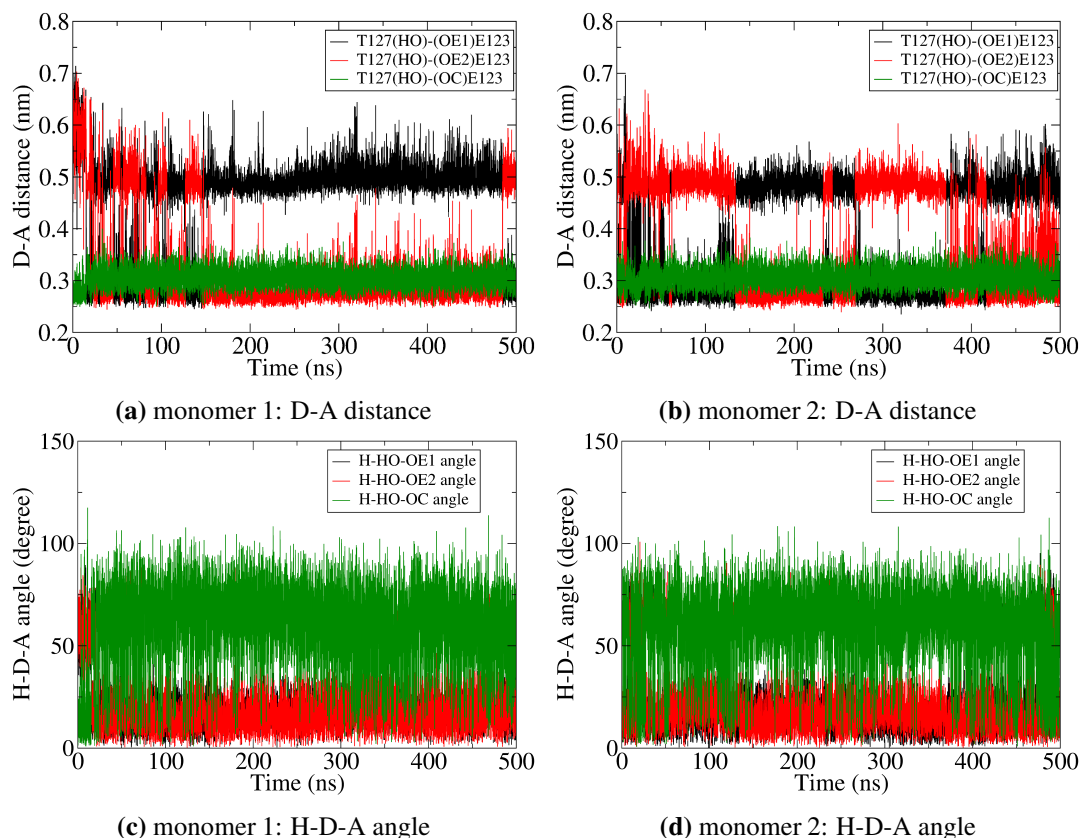 0.8
0.7
0.6
0.5
0.4
0.3
0.2
D-A distance (nm)
T127(HO)-(OE1)E123
T127(HO)-(OE2)E123
T127(HO)-(OC)E123
0 100 200 300 400 500
Time (ns)
(a) monomer 1: D-A distance
0.8
0.7
0.6
0.5
0.4
0.3
0.2
D-A distance (nm)
T127(HO)-(OE1)E123
T127(HO)-(OE2)E123
T127(HO)-(OC)E123
0 100 200 300 400 500
Time (ns)
(b) monomer 2: D-A distance
150
100
50
0
H-D-A angle (degree)
H-HO-OE1 angle
H-HO-OE2 angle
H-HO-OC angle
0 100 200 300 400 500
Time (ns)
(c) monomer 1: H-D-A angle
150
100
50
0
H-D-A angle (degree)
H-HO-OE1 angle
H-HO-OE2 angle
H-HO-OC angle
0 100 200 300 400 500
Time (ns)
(d) monomer 2: H-D-A angle